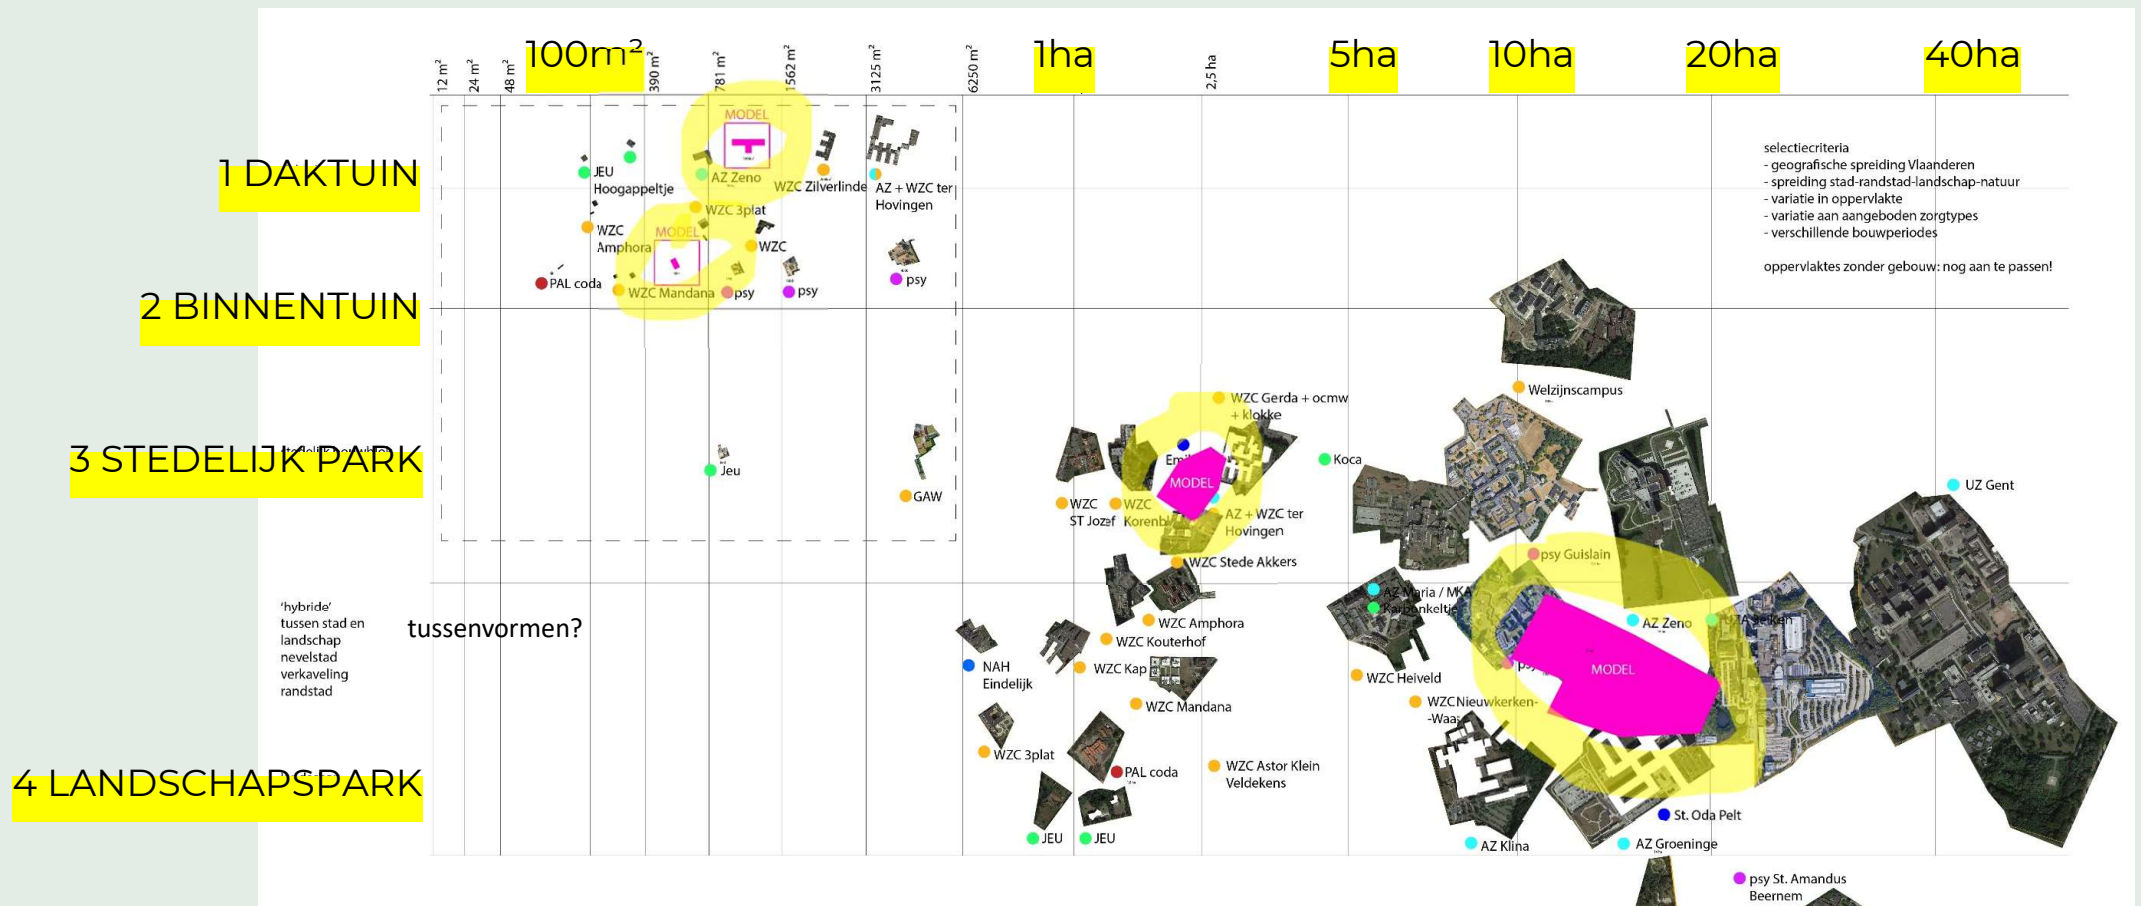 12 m²
24 m²
48 m²
100m²
390 m²
781 m²
1562 m²
3125 m²
6250 m²
1ha
2,5 ha
5ha
10ha
20ha
40ha
1 DAKTUIN
2 BINNENTUIN
3 STEDELIJK PARK
4 LANDSCHAPSPARK
'hybride'
tussen stad en
landschap
nevelstad
verkaveling
randstad
tussenvormen?
selectiecriteria
- geografische spreiding Vlaanderen
- spreiding stad-randstad-landschap-natuur
- variatie in oppervlakte
- variatie aan aangeboden zorgtypes
- verschillende bouwperiodes
oppervlaktes zonder gebouw: nog aan te passen!
MODEL
JEU
Hoogappeltje
AZ Zeno
WZC Zilverlinde
AZ + WZC ter
Hovingen
WZC 3plat
WZC
Amphora
MODEL
WZC
PAL coda
WZC Mandana
psy
psy
psy
Welzijnscampus
WZC Gerda + ocmw
+ klokke
Jeu
GAW
MODEL
Koca
WZC
ST Jozef
WZC
AZ + WZC ter
Hovingen
UZ Gent
WZC Stede Akkers
psy Guislain
AZ Maria / MKA
Karbonkeltje
WZC Amphora
AZ Zeno
WZC Kouterhof
NAH
Eindelijk
WZC Kap
MODEL
WZC Heiveld
WZC Mandana
WZC Nieuwkerken-
-Waas
WZC 3plat
PAL coda
WZC Astor Klein
Veldekens
JEU
JEU
St. Oda Pelt
AZ Klina
AZ Groeninge
psy St. Amandus
Beernem